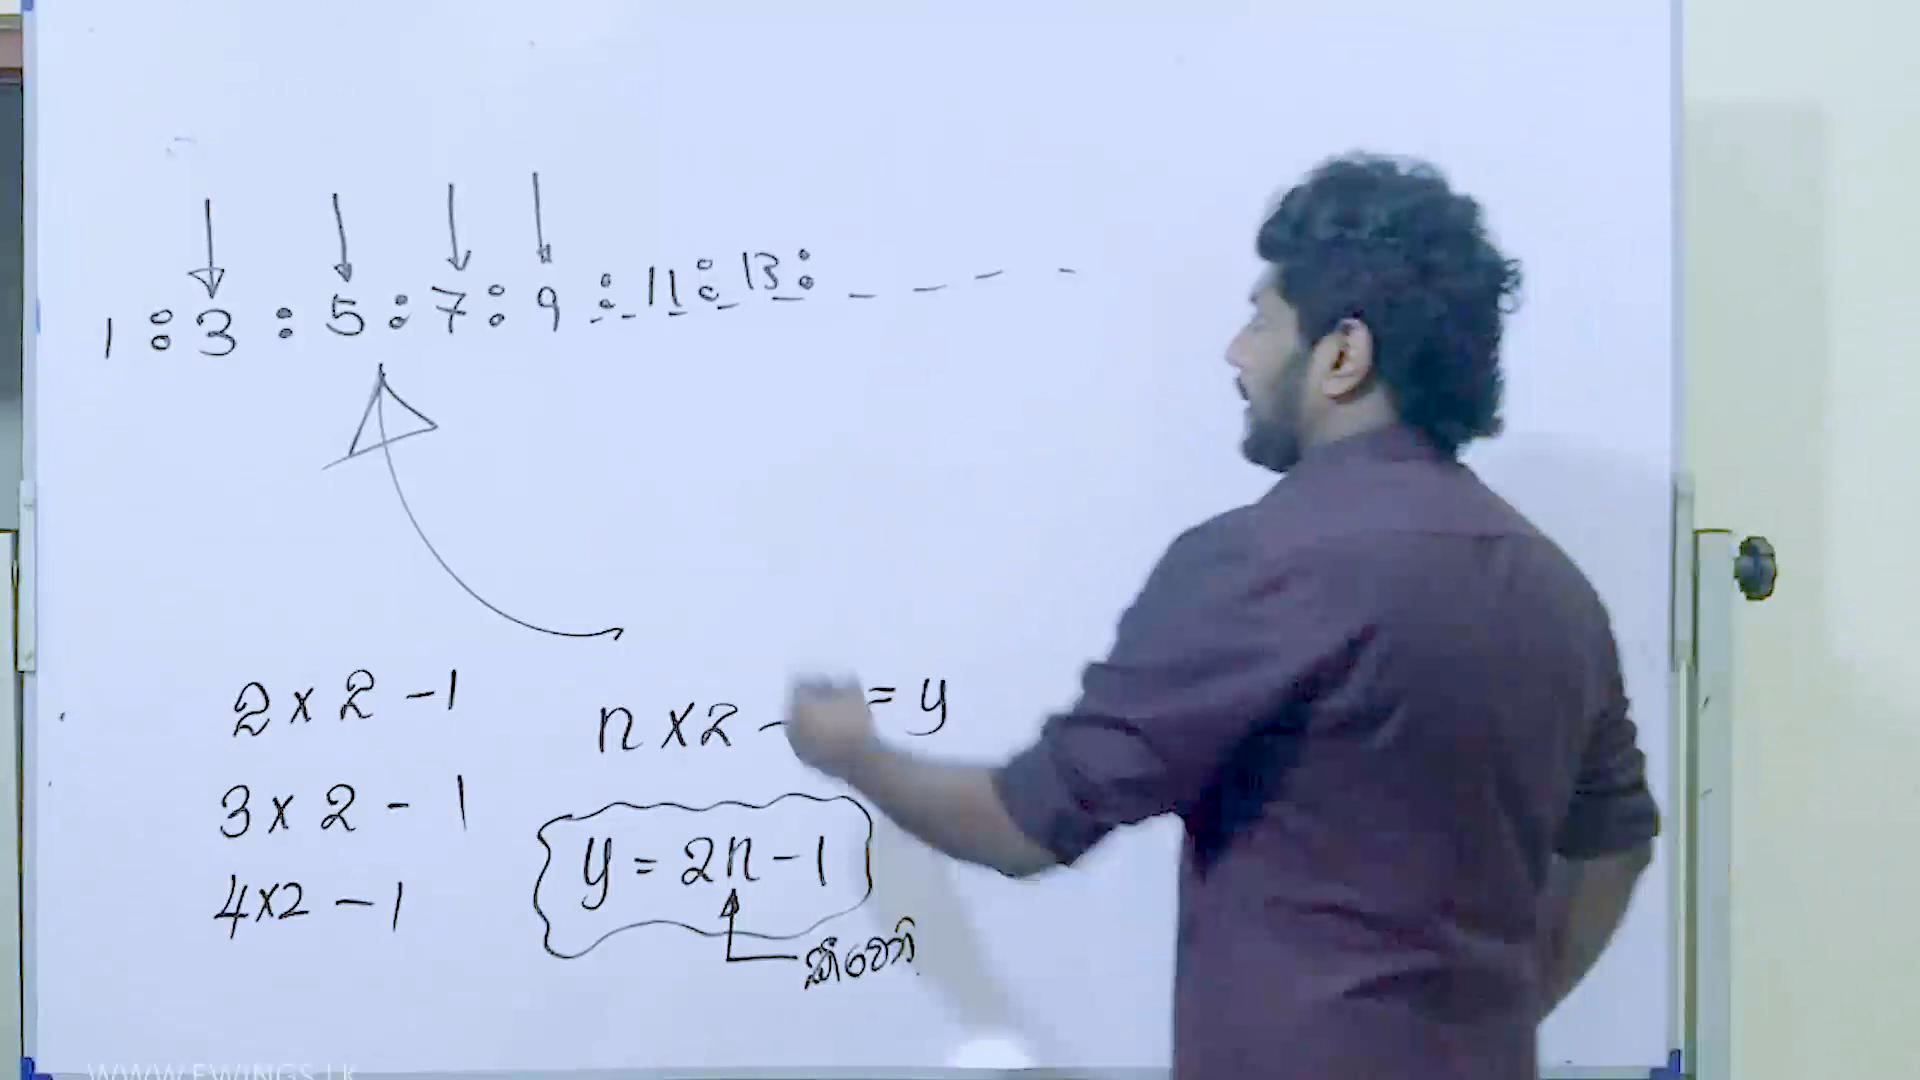 1 : 3 : 5 : 7 : 9 : 11 : 13 : - - - -
2 x 2 - 1
3 x 2 - 1
4 x 2 - 1
n x 2 - = y
y = 2n - 1
කීවෙනි
WWW.EWINGS.LK